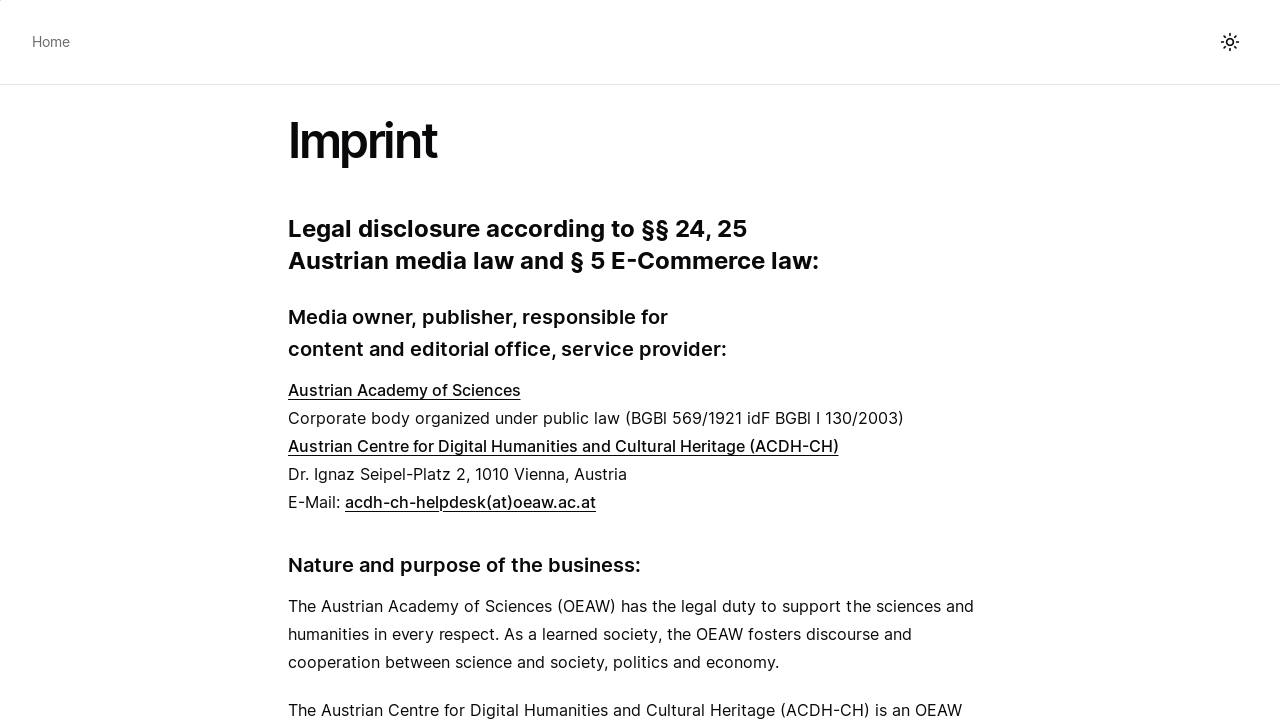 Home
Imprint
Legal disclosure according to §§ 24, 25
Austrian media law and § 5 E-Commerce law:
Media owner, publisher, responsible for
content and editorial office, service provider:
Austrian Academy of Sciences
Corporate body organized under public law (BGBl 569/1921 idF BGBl I 130/2003)
Austrian Centre for Digital Humanities and Cultural Heritage (ACDH-CH)
Dr. Ignaz Seipel-Platz 2, 1010 Vienna, Austria
E-Mail: acdh-ch-helpdesk(at)oeaw.ac.at
Nature and purpose of the business:
The Austrian Academy of Sciences (OEAW) has the legal duty to support the sciences and
humanities in every respect. As a learned society, the OEAW fosters discourse and
cooperation between science and society, politics and economy.
The Austrian Centre for Digital Humanities and Cultural Heritage (ACDH-CH) is an OEAW